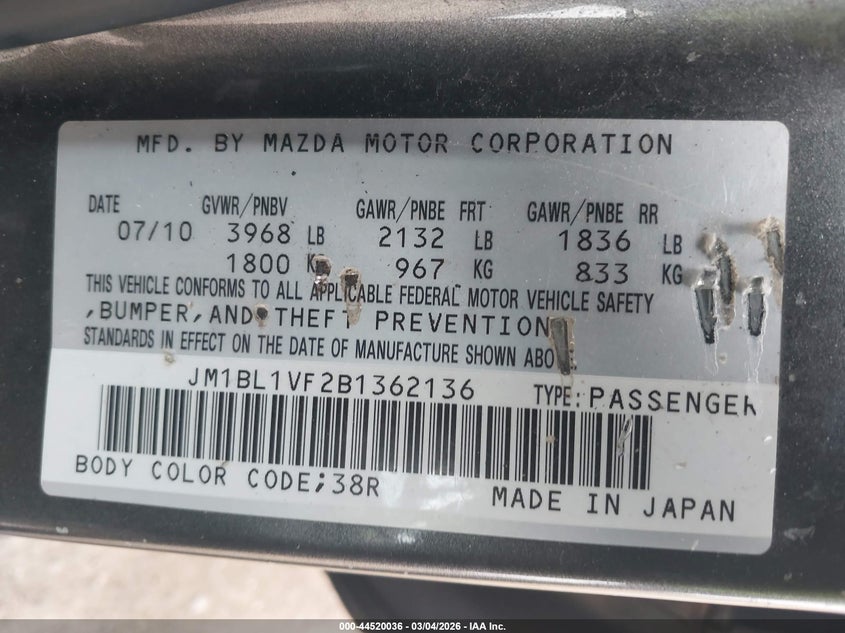 MFD. BY MAZDA MOTOR CORPORATION
DATE GVWR/PNBV GAWR/PNBE FRT GAWR/PNBE RR
07/10 3968 LB 2132 LB 1836 LB
1800 KG 967 KG 833 KG
THIS VEHICLE CONFORMS TO ALL APPLICABLE FEDERAL MOTOR VEHICLE SAFETY
,BUMPER,AND THEFT PREVENTION
STANDARDS IN EFFECT ON THE DATE OF MANUFACTURE SHOWN ABO
JM1BL1VF2B1362136 TYPE:PASSENGER
BODY COLOR CODE;38R MADE IN JAPAN
000-44520036 - 03/04/2026 - IAA Inc.